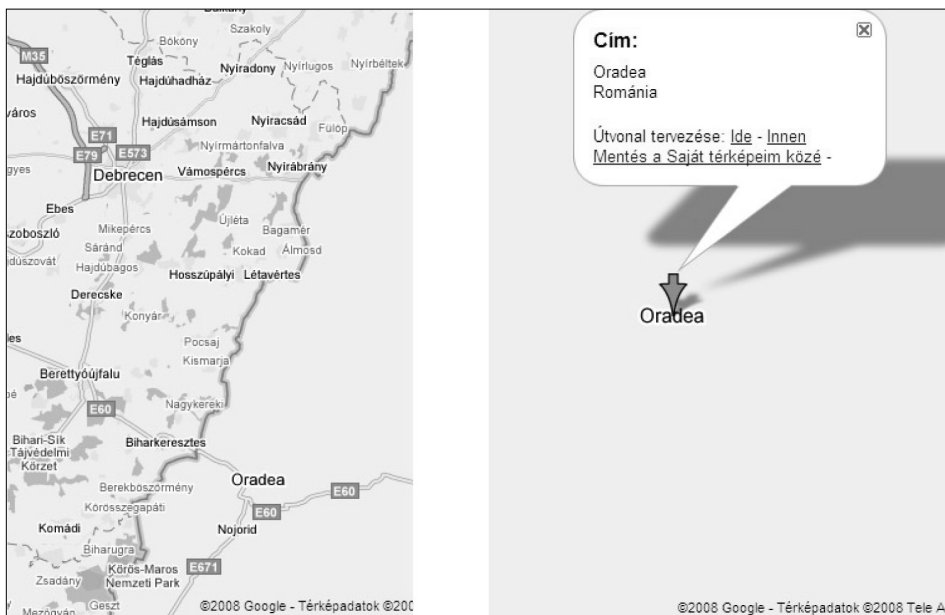 Szakoly
Bököny
M35
Téglás
Nyíradony
Nyírlugos
Nyírbéltek
Hajdúböszörmény
Hajdúhadház
város
Hajdúsámson
Nyíracsád
Fülöp
E71
Nyírmártonfalva
E79
E573
Nyírábrány
Debrecen
Vámospércs
Ebes
Újléta
Mikepércs
Bagamér
zoboszló
Sáránd
Kokad
Álmosd
Hajdúbagos
Hosszúpályi
Létavértes
Derecske
Konyár
Pocsaj
Kismarja
Berettyóújfalu
Nagykereki
E60
Bihari-Sík
Tájvédelmi
Körzet
Biharkeresztes
Oradea
Berekböszörmény
E60
Körösszegapáti
E60
Komádi
Nojorid
Biharugra
E671
Körös-Maros
Nemzeti Park
Zsadány
Geszt
Mezőgyán
©2008 Google - Térképadatok ©200
Cím:
Oradea
Románia
Útvonal tervezése: Ide - Innen
Mentés a Saját térképeim közé -
Oradea
©2008 Google - Térképadatok ©2008 Tele A